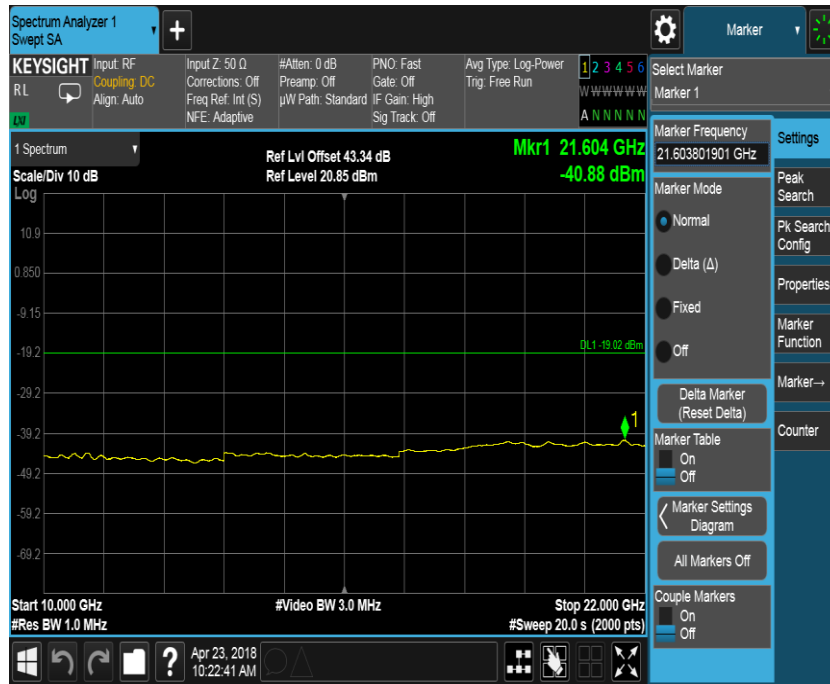 Spectrum Analyzer 1
Swept SA
+
Marker
KEYSIGHT
RL
LXI
Input: RF
Coupling: DC
Align: Auto
Input Z: 50 Ω
Corrections: Off
Freq Ref: Int (S)
NFE: Adaptive
#Atten: 0 dB
Preamp: Off
µW Path: Standard
PNO: Fast
Gate: Off
IF Gain: High
Sig Track: Off
Avg Type: Log-Power
Trig: Free Run
1 2 3 4 5 6
W W W W W W
A N N N N N
Select Marker
Marker 1
1 Spectrum
Scale/Div 10 dB
Log
Ref Lvl Offset 43.34 dB
Ref Level 20.85 dBm
Mkr1 21.604 GHz
-40.88 dBm
10.9
0.850
-9.15
-19.2
-29.2
-39.2
-49.2
-59.2
-69.2
DL1 -19.02 dBm
1
Start 10.000 GHz
#Res BW 1.0 MHz
#Video BW 3.0 MHz
Stop 22.000 GHz
#Sweep 20.0 s (2000 pts)
Marker Frequency
21.603801901 GHz
Marker Mode
Normal
Delta (Δ)
Fixed
Off
Delta Marker
(Reset Delta)
Marker Table
On
Off
Marker Settings
Diagram
All Markers Off
Couple Markers
On
Off
Settings
Peak
Search
Pk Search
Config
Properties
Marker
Function
Marker→
Counter
?
Apr 23, 2018
10:22:41 AM